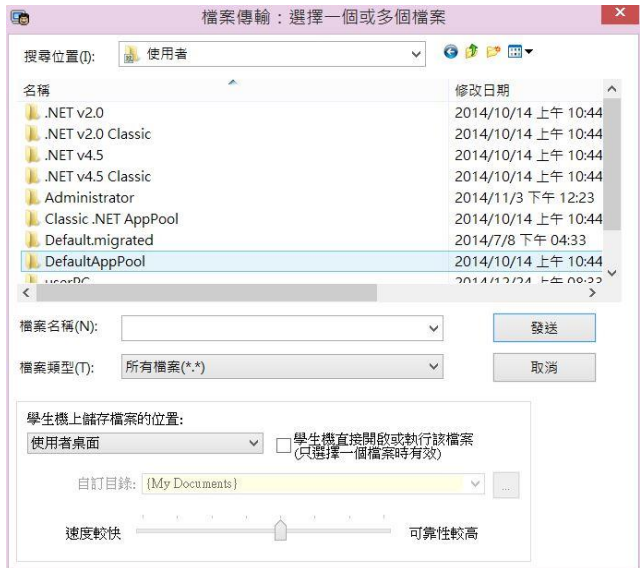 檔案傳輸：選擇一個或多個檔案
搜尋位置(I): 使用者
名稱 修改日期
.NET v2.0 2014/10/14 上午 10:44
.NET v2.0 Classic 2014/10/14 上午 10:44
.NET v4.5 2014/10/14 上午 10:44
.NET v4.5 Classic 2014/10/14 上午 10:44
Administrator 2014/11/3 下午 12:23
Classic .NET AppPool 2014/10/14 上午 10:44
Default.migrated 2014/7/8 下午 04:33
DefaultAppPool 2014/10/14 上午 10:44
userPC 2014/12/24 上午 08:33
檔案名稱(N): 發送
檔案類型(T): 所有檔案(*.*) 取消
學生機上儲存檔案的位置:
使用者桌面 學生機直接開啟或執行該檔案
(只選擇一個檔案時有效)
自訂目錄: {My Documents} ...
速度較快 可靠性較高